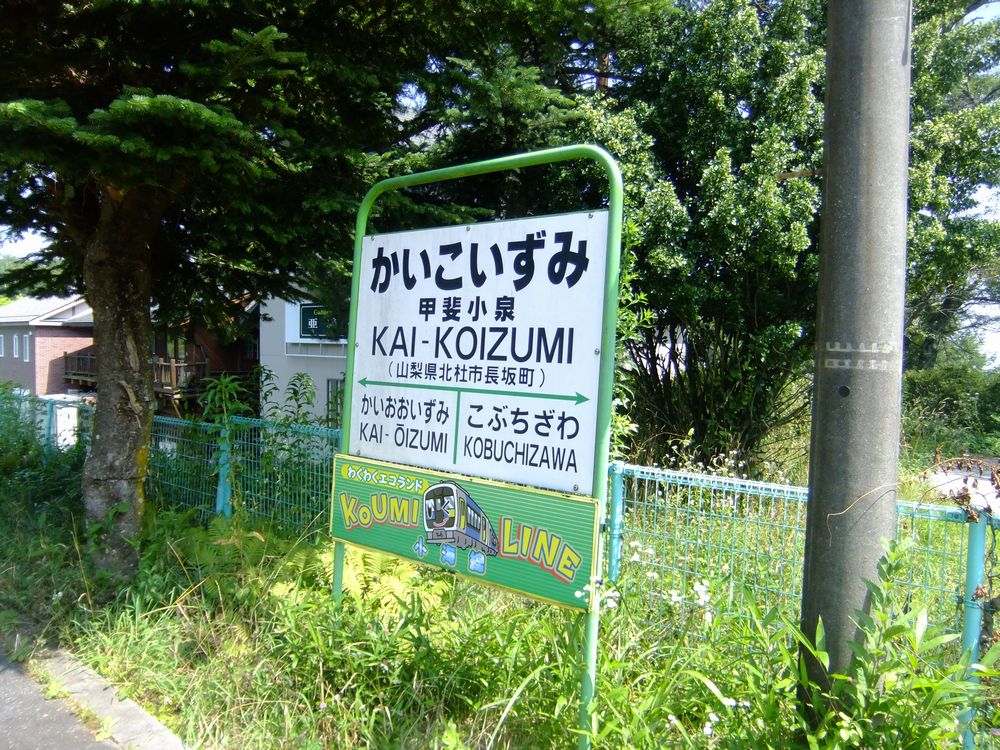 かいこいずみ
甲斐小泉
KAI-KOIZUMI
(山梨県北杜市長坂町)
かいおおいずみ
KAI-ŌIZUMI
こぶちざわ
KOBUCHIZAWA
わくわくエコランド
KOUMI LINE
小海線
Gallery